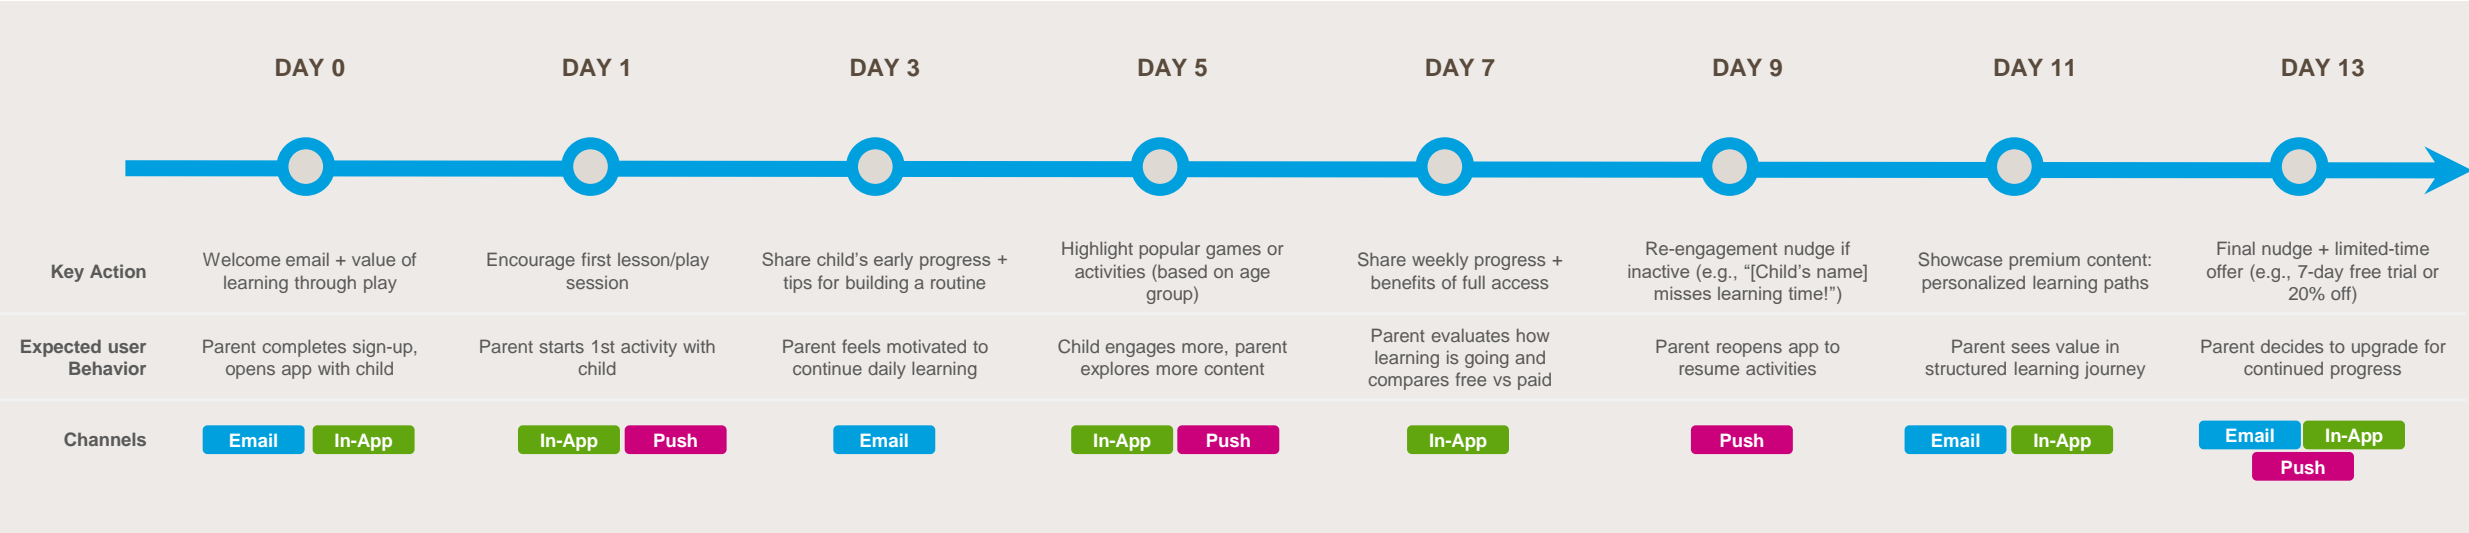 DAY 0
DAY 1
DAY 3
DAY 5
DAY 7
DAY 9
DAY 11
DAY 13
Key Action
Welcome email + value of
learning through play
Encourage first lesson/play
session
Share child's early progress +
tips for building a routine
Highlight popular games or
activities (based on age
group)
Share weekly progress +
benefits of full access
Re-engagement nudge if
inactive (e.g., “[Child's name]
misses learning time!”)
Showcase premium content:
personalized learning paths
Final nudge + limited-time
offer (e.g., 7-day free trial or
20% off)
Expected user
Behavior
Parent completes sign-up,
opens app with child
Parent starts 1st activity with
child
Parent feels motivated to
continue daily learning
Child engages more, parent
explores more content
Parent evaluates how
learning is going and
compares free vs paid
Parent reopens app to
resume activities
Parent sees value in
structured learning journey
Parent decides to upgrade for
continued progress
Channels
Email
In-App
In-App
Push
Email
In-App
Push
In-App
Push
Email
In-App
Email
In-App
Push